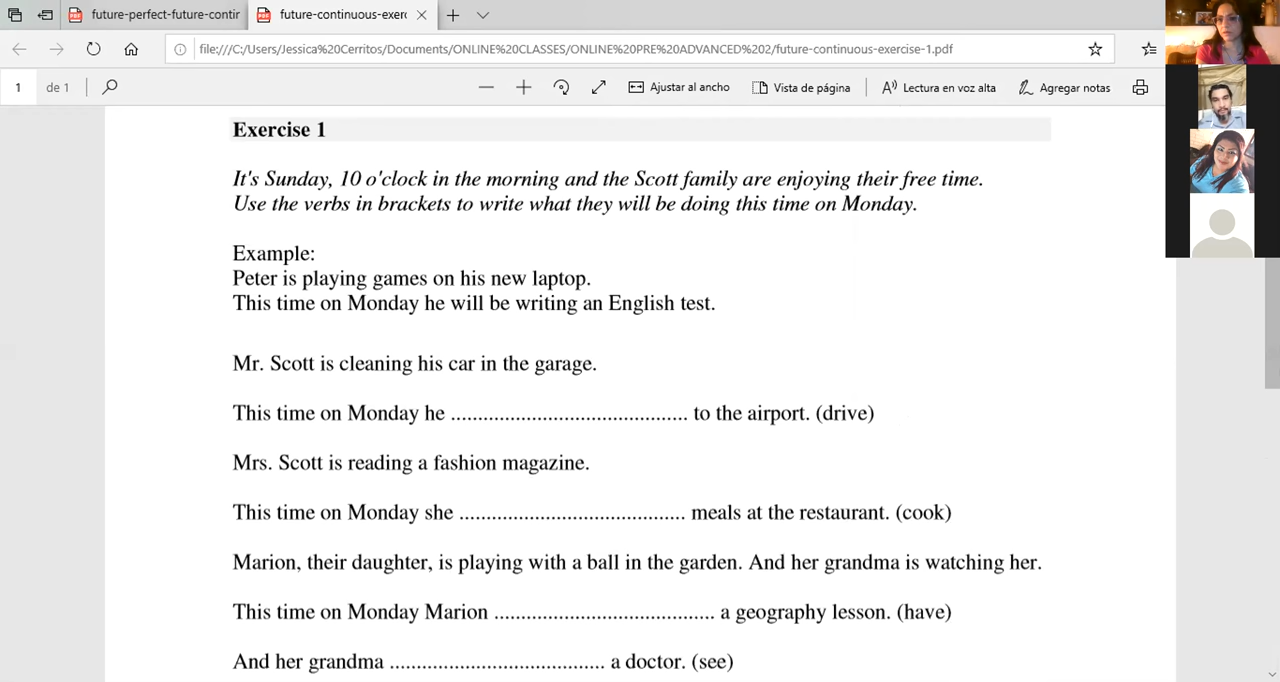 future-perfect-future-contir
future-continuous-exerc
file:///C:/Users/Jessica%20Cerritos/Documents/ONLINE%20CLASSES/ONLINE%20PRE%20ADVANCED%202/future-continuous-exercise-1.pdf
1 de 1 Ajustar al ancho Vista de página Lectura en voz alta Agregar notas
Exercise 1
It's Sunday, 10 o'clock in the morning and the Scott family are enjoying their free time.
Use the verbs in brackets to write what they will be doing this time on Monday.
Example:
Peter is playing games on his new laptop.
This time on Monday he will be writing an English test.
Mr. Scott is cleaning his car in the garage.
This time on Monday he ............................................ to the airport. (drive)
Mrs. Scott is reading a fashion magazine.
This time on Monday she .......................................... meals at the restaurant. (cook)
Marion, their daughter, is playing with a ball in the garden. And her grandma is watching her.
This time on Monday Marion ......................................... a geography lesson. (have)
And her grandma ........................................ a doctor. (see)